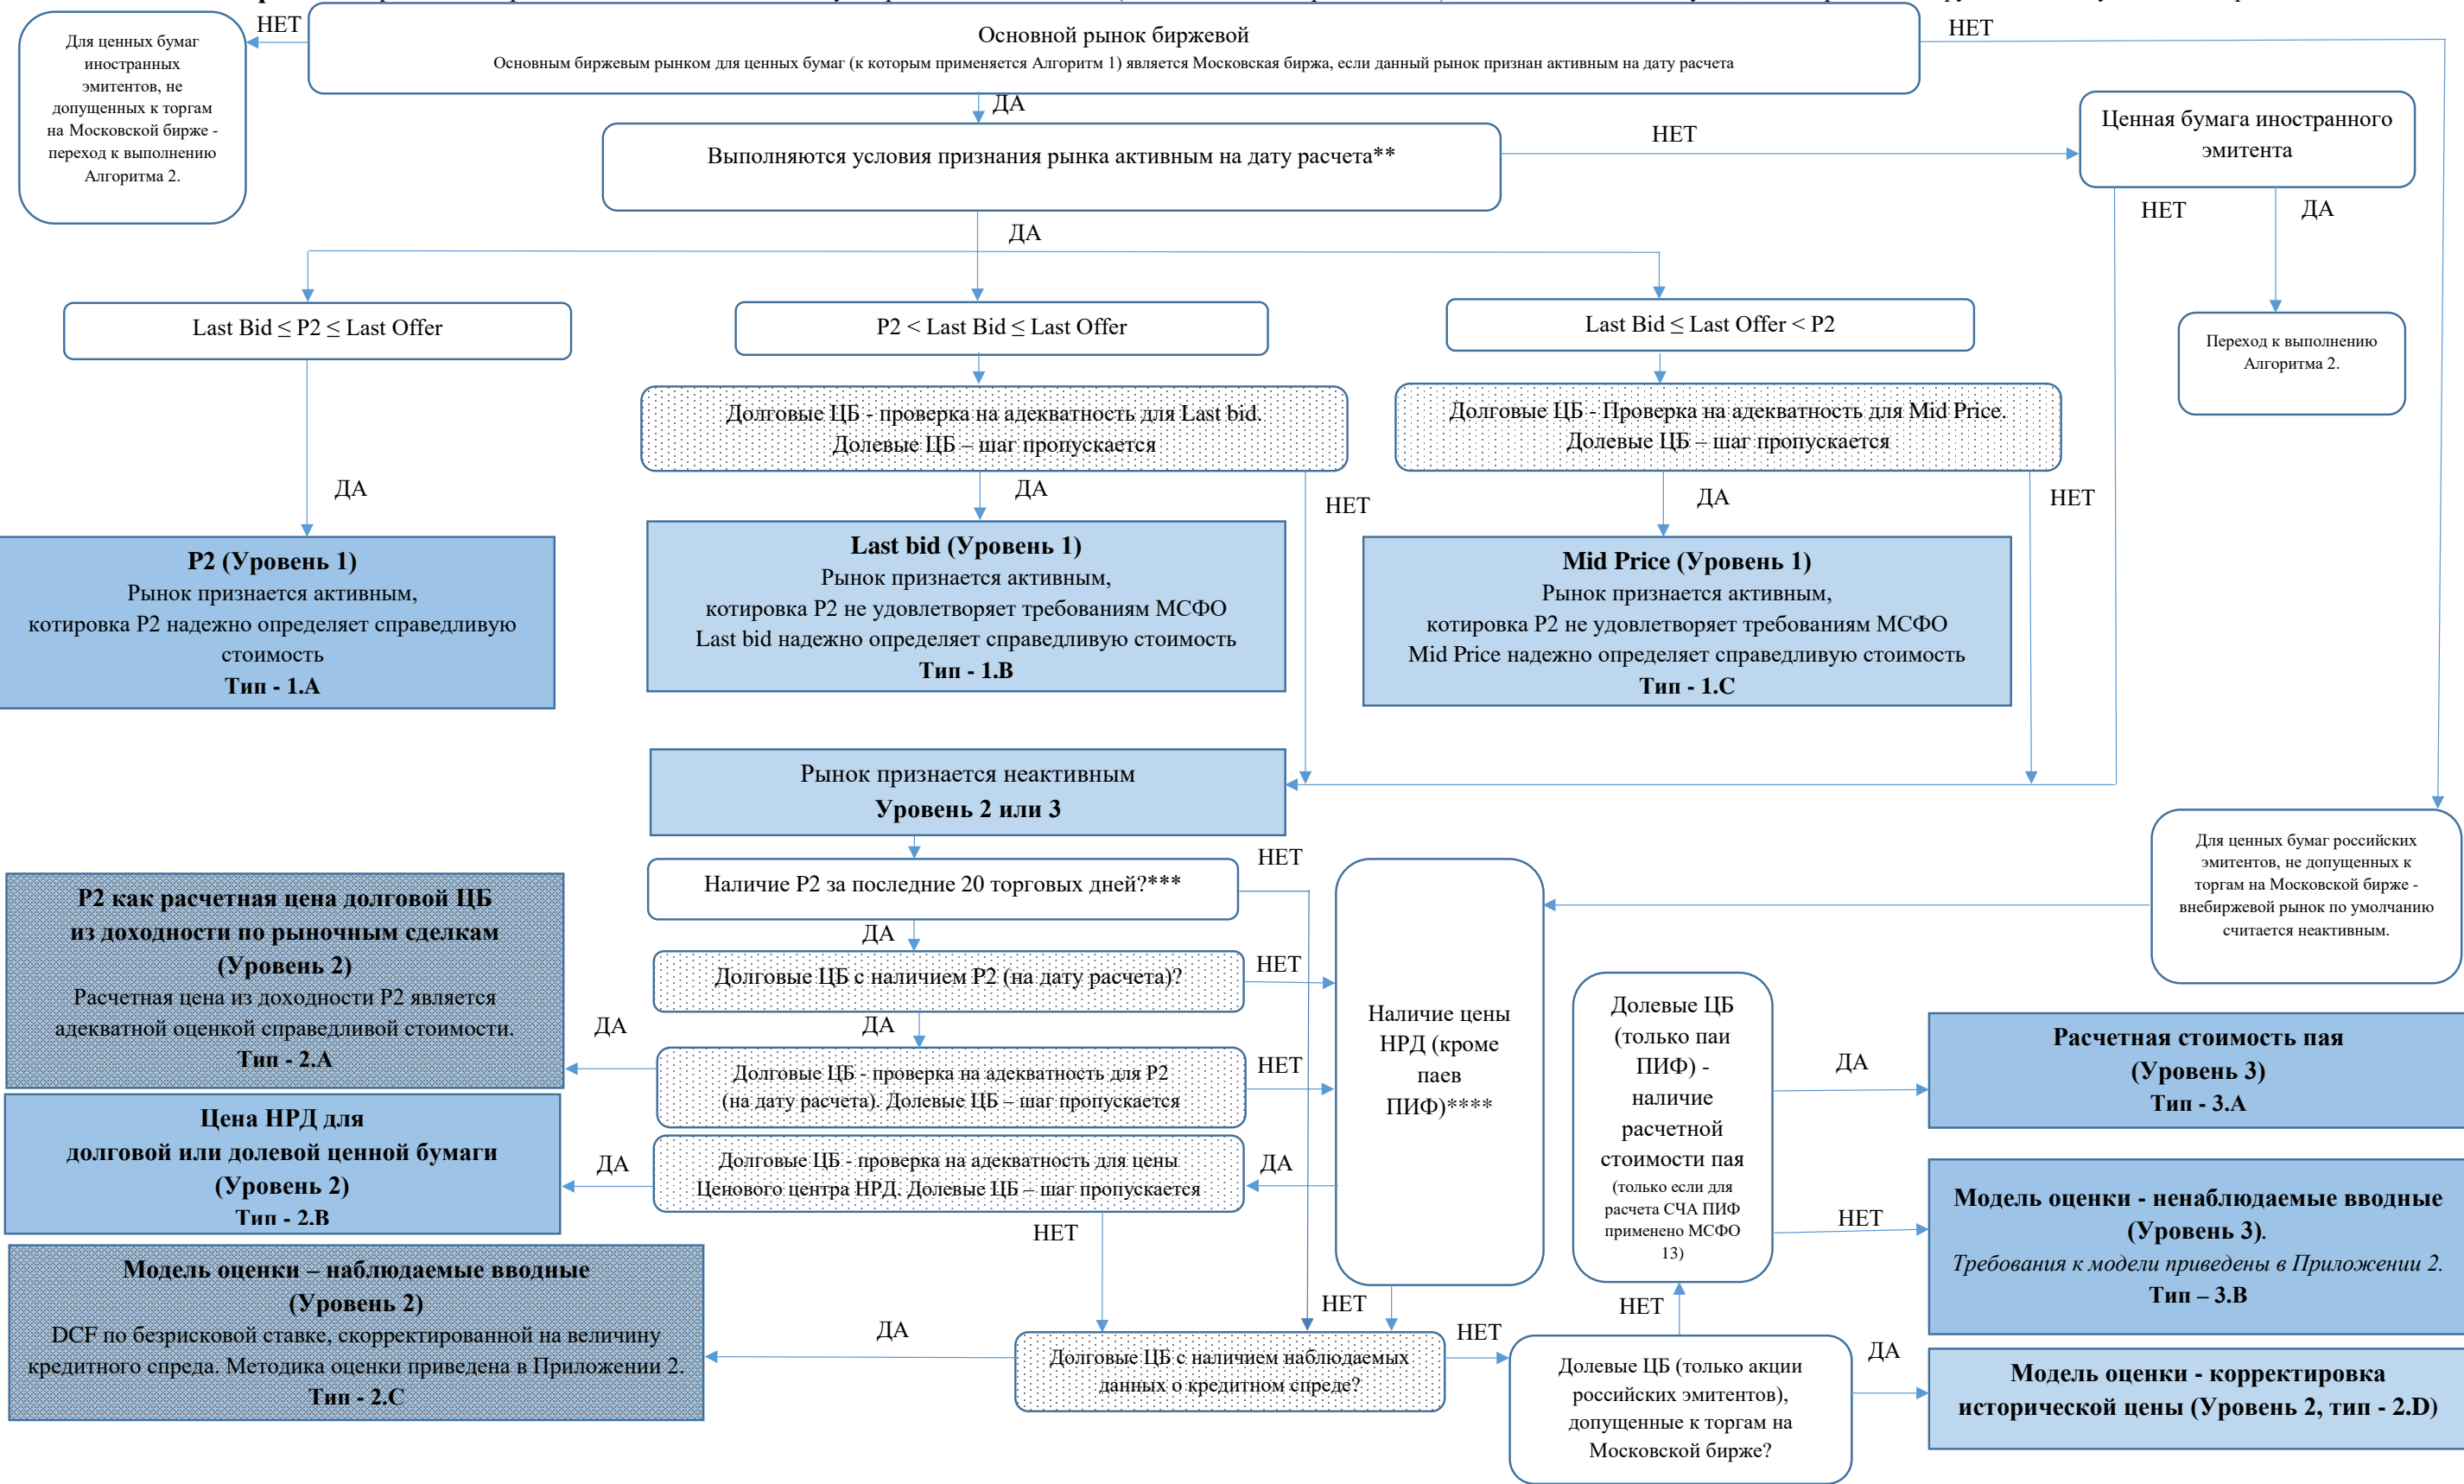 НЕТ
Для ценных бумаг
иностранных
эмитентов, не
допущенных к торгам
на Московской бирже -
переход к выполнению
Алгоритма 2.
Основной рынок биржевой
Основным биржевым рынком для ценных бумаг (к которым применяется Алгоритм 1) является Московская биржа, если данный рынок признан активным на дату расчета
НЕТ
ДА
Выполняются условия признания рынка активным на дату расчета**
НЕТ
Ценная бумага иностранного
эмитента
НЕТ
ДА
ДА
Last Bid ≤ P2 ≤ Last Offer
P2 < Last Bid ≤ Last Offer
Last Bid ≤ Last Offer < P2
Переход к выполнению
Алгоритма 2.
Долговые ЦБ - проверка на адекватность для Last bid.
Долевые ЦБ – шаг пропускается
Долговые ЦБ - Проверка на адекватность для Mid Price.
Долевые ЦБ – шаг пропускается
ДА
ДА
НЕТ
ДА
НЕТ
P2 (Уровень 1)
Рынок признается активным,
котировка P2 надежно определяет справедливую
стоимость
Тип - 1.A
Last bid (Уровень 1)
Рынок признается активным,
котировка P2 не удовлетворяет требованиям МСФО
Last bid надежно определяет справедливую стоимость
Тип - 1.B
Mid Price (Уровень 1)
Рынок признается активным,
котировка P2 не удовлетворяет требованиям МСФО
Mid Price надежно определяет справедливую стоимость
Тип - 1.C
Рынок признается неактивным
Уровень 2 или 3
Для ценных бумаг российских
эмитентов, не допущенных к
торгам на Московской бирже -
внебиржевой рынок по умолчанию
считается неактивным.
Наличие P2 за последние 20 торговых дней?***
НЕТ
ДА
Долговые ЦБ с наличием P2 (на дату расчета)?
НЕТ
ДА
P2 как расчетная цена долговой ЦБ
из доходности по рыночным сделкам
(Уровень 2)
Расчетная цена из доходности P2 является
адекватной оценкой справедливой стоимости.
Тип - 2.A
ДА
Долговые ЦБ - проверка на адекватность для P2
(на дату расчета). Долевые ЦБ – шаг пропускается
НЕТ
Наличие цены
НРД (кроме
паев
ПИФ)****
Долевые ЦБ
(только паи
ПИФ) -
наличие
расчетной
стоимости пая
(только если для
расчета СЧА ПИФ
применено МСФО
13)
ДА
Расчетная стоимость пая
(Уровень 3)
Тип - 3.A
Цена НРД для
долговой или долевой ценной бумаги
(Уровень 2)
Тип - 2.B
ДА
Долговые ЦБ - проверка на адекватность для цены
Ценового центра НРД. Долевые ЦБ – шаг пропускается
ДА
НЕТ
НЕТ
Модель оценки - ненаблюдаемые вводные
(Уровень 3).
Требования к модели приведены в Приложении 2.
Тип – 3.B
Модель оценки – наблюдаемые вводные
(Уровень 2)
DCF по безрисковой ставке, скорректированной на величину
кредитного спреда. Методика оценки приведена в Приложении 2.
Тип - 2.C
ДА
НЕТ
Долговые ЦБ с наличием наблюдаемых
данных о кредитном спреде?
НЕТ
НЕТ
Долевые ЦБ (только акции
российских эмитентов),
допущенные к торгам на
Московской бирже?
ДА
Модель оценки - корректировка
исторической цены (Уровень 2, тип - 2.D)